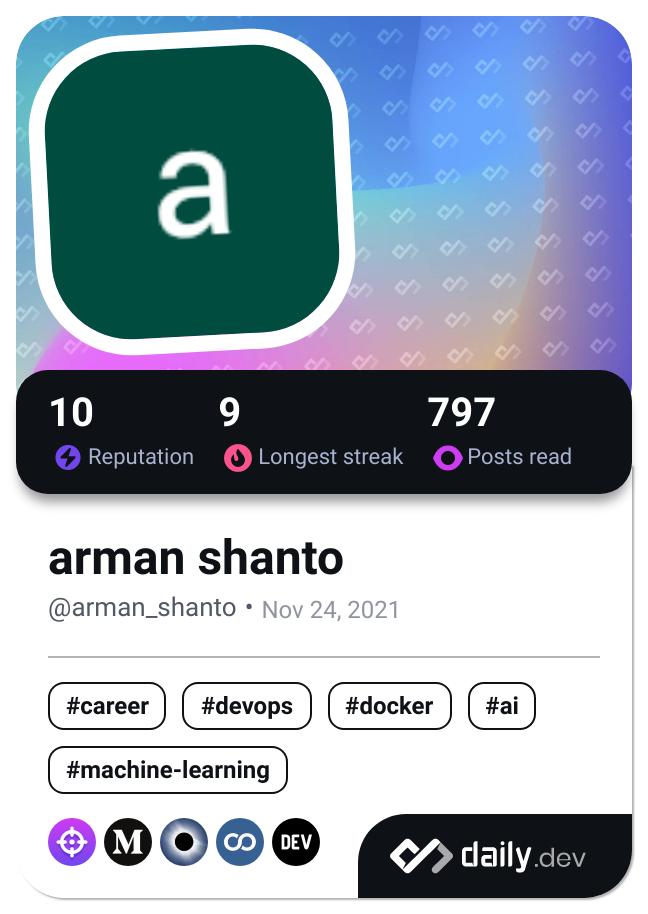 a
10 9 797
Reputation Longest streak Posts read
arman shanto
@arman_shanto • Nov 24, 2021
#career #devops #docker #ai
#machine-learning
M DEV daily.dev